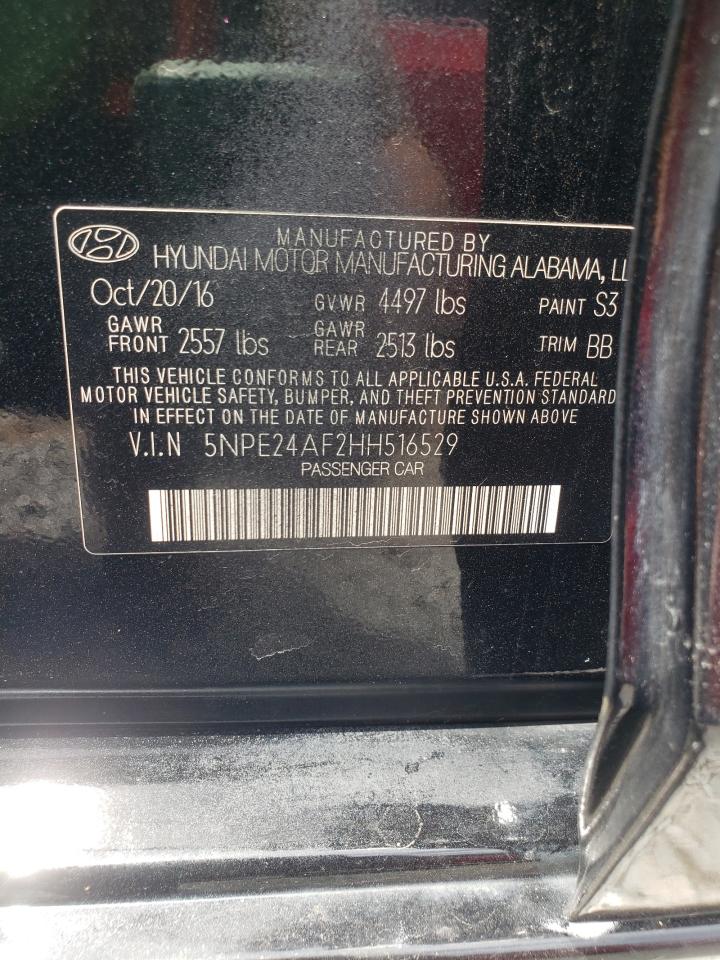 MANUFACTURED BY
HYUNDAI MOTOR MANUFACTURING ALABAMA, LL
Oct/20/16 GVWR 4497 lbs PAINT S3
GAWR FRONT 2557 lbs GAWR REAR 2513 lbs TRIM BB
THIS VEHICLE CONFORMS TO ALL APPLICABLE U.S.A. FEDERAL
MOTOR VEHICLE SAFETY, BUMPER, AND THEFT PREVENTION STANDARD
IN EFFECT ON THE DATE OF MANUFACTURE SHOWN ABOVE
V.I.N 5NPE24AF2HH516529
PASSENGER CAR